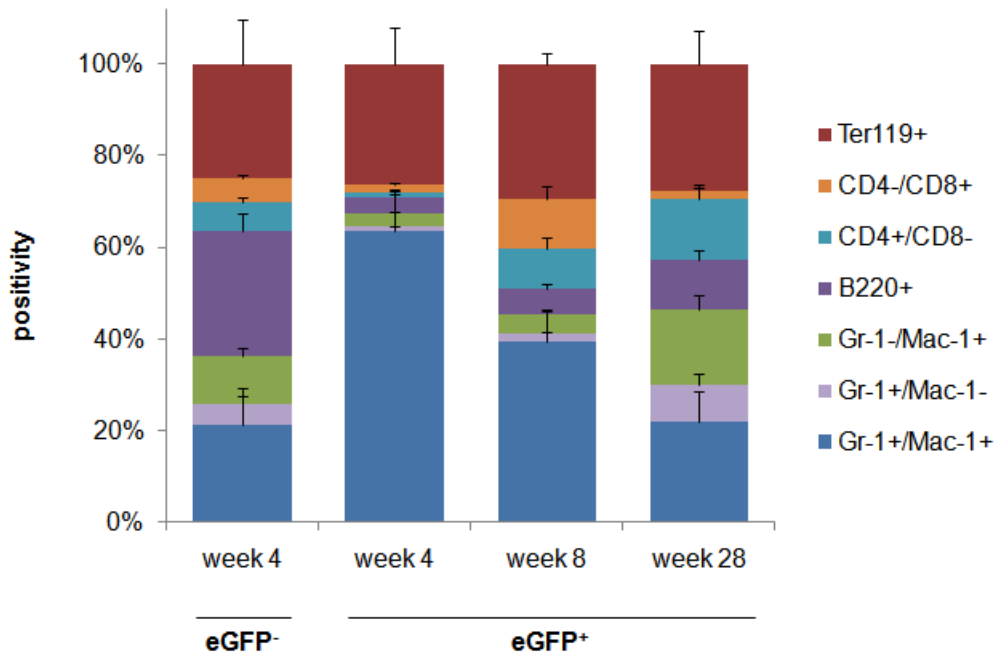 positivity
100%
80%
60%
40%
20%
0%
week 4
week 4
week 8
week 28
eGFP⁻
eGFP⁺
Ter119+
CD4-/CD8+
CD4+/CD8-
B220+
Gr-1-/Mac-1+
Gr-1+/Mac-1-
Gr-1+/Mac-1+